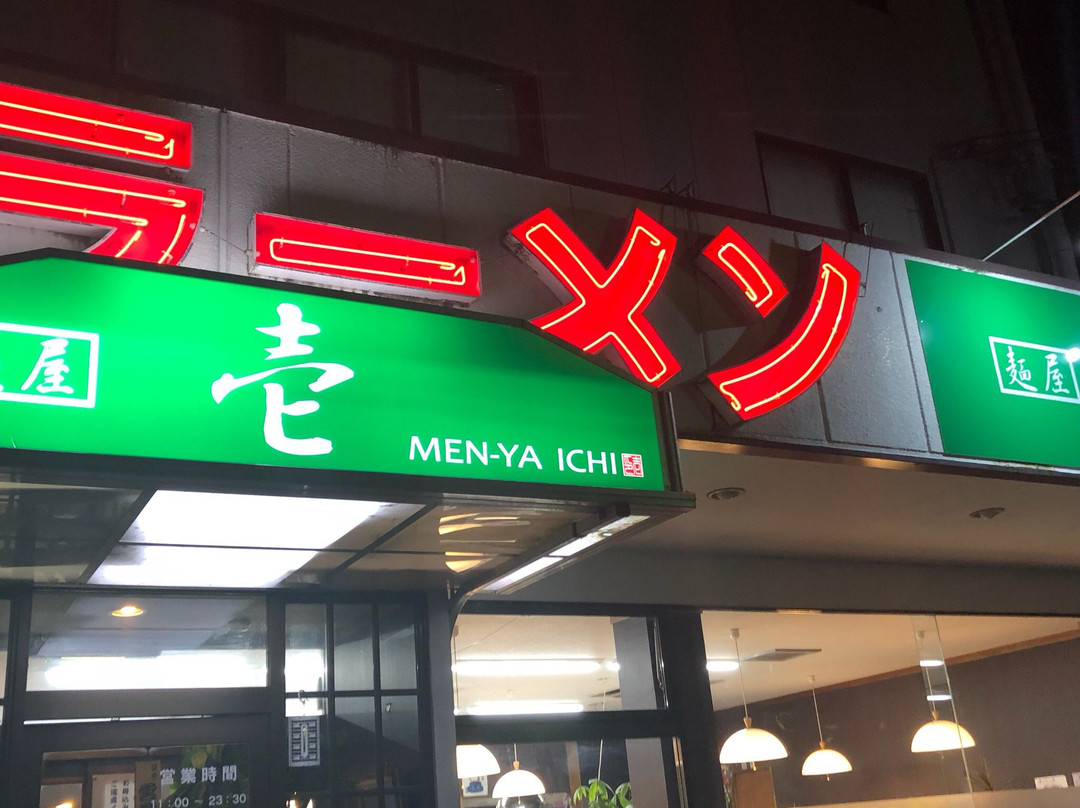 ラーメン
屋
壱
MEN-YA ICHI
麺屋
営業時間
11:00～23:30